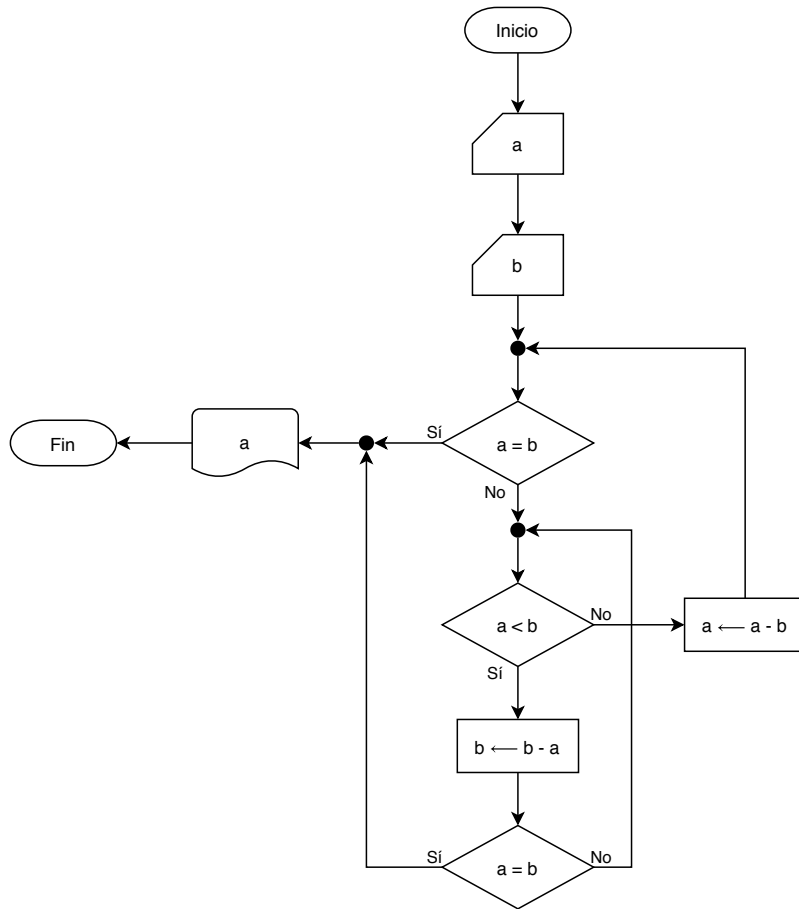 Inicio
a
b
a = b
Sí
No
a
Fin
a < b
No
Sí
a ⟵ a - b
b ⟵ b - a
a = b
Sí
No